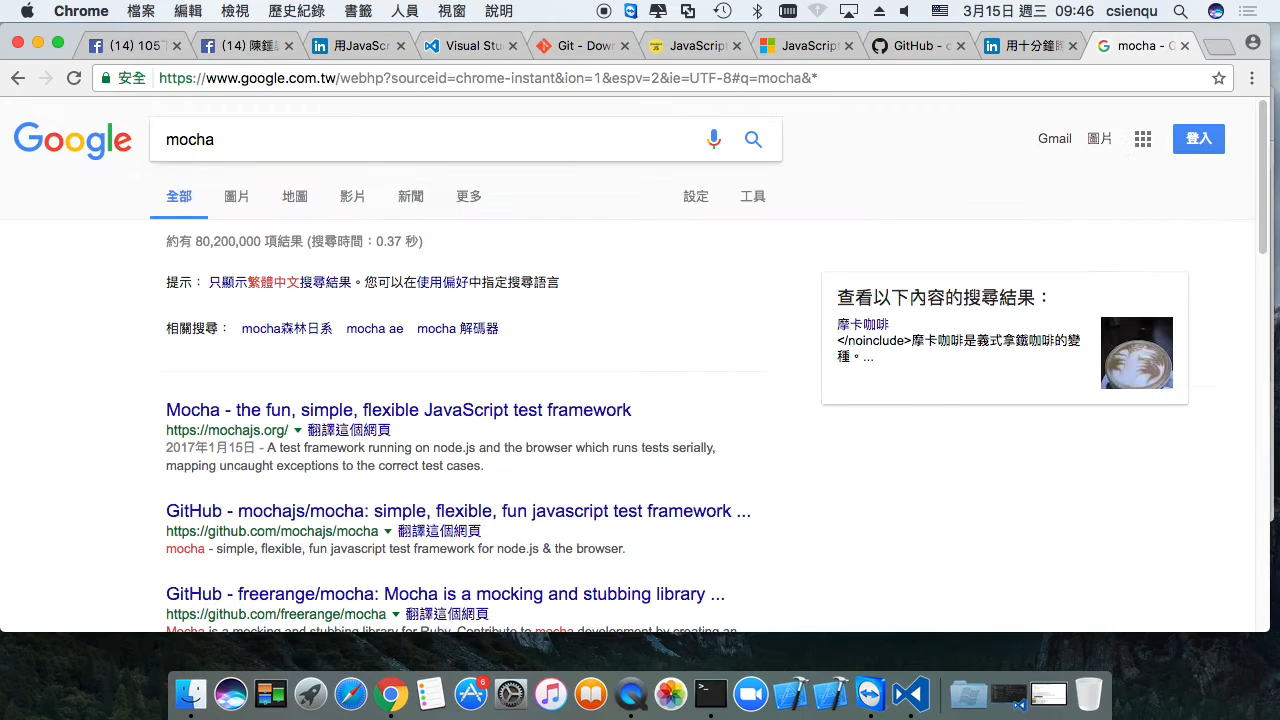 Chrome 檔案 編輯 檢視 歷史紀錄 書籤 人員 視窗 說明 3月15日 週三 09:46 csienqu
(14) 105 (14) 陳鍾 用JavaScr Visual Stu Git - Dow JavaScript JavaScript GitHub - c 用十分鐘 mocha - G
安全 https://www.google.com.tw/webhp?sourceid=chrome-instant&ion=1&espv=2&ie=UTF-8#q=mocha&*
Google mocha Gmail 圖片 登入
全部 圖片 地圖 影片 新聞 更多 設定 工具
約有 80,200,000 項結果 (搜尋時間：0.37 秒)
提示： 只顯示繁體中文搜尋結果。您可以在使用偏好中指定搜尋語言
相關搜尋： mocha森林日系 mocha ae mocha 解碼器
查看以下內容的搜尋結果：
摩卡咖啡
</noinclude>摩卡咖啡是義式拿鐵咖啡的變
種。...
Mocha - the fun, simple, flexible JavaScript test framework
https://mochajs.org/ 翻譯這個網頁
2017年1月15日 - A test framework running on node.js and the browser which runs tests serially,
mapping uncaught exceptions to the correct test cases.
GitHub - mochajs/mocha: simple, flexible, fun javascript test framework ...
https://github.com/mochajs/mocha 翻譯這個網頁
mocha - simple, flexible, fun javascript test framework for node.js & the browser.
GitHub - freerange/mocha: Mocha is a mocking and stubbing library ...
https://github.com/freerange/mocha 翻譯這個網頁
Mocha is a mocking and stubbing library for Ruby. Contribute to mocha development by creating an
6